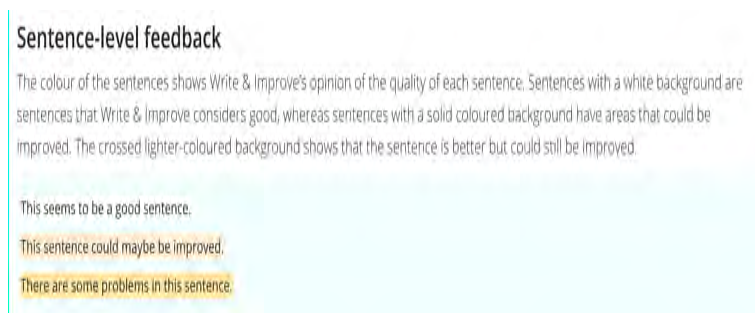 Sentence-level feedback
The colour of the sentences shows Write & Improve's opinion of the quality of each sentence. Sentences with a white background are
sentences that Write & Improve considers good, whereas sentences with a solid coloured background have areas that could be
improved. The crossed lighter-coloured background shows that the sentence is better but could still be improved.
This seems to be a good sentence.
This sentence could maybe be improved.
There are some problems in this sentence.